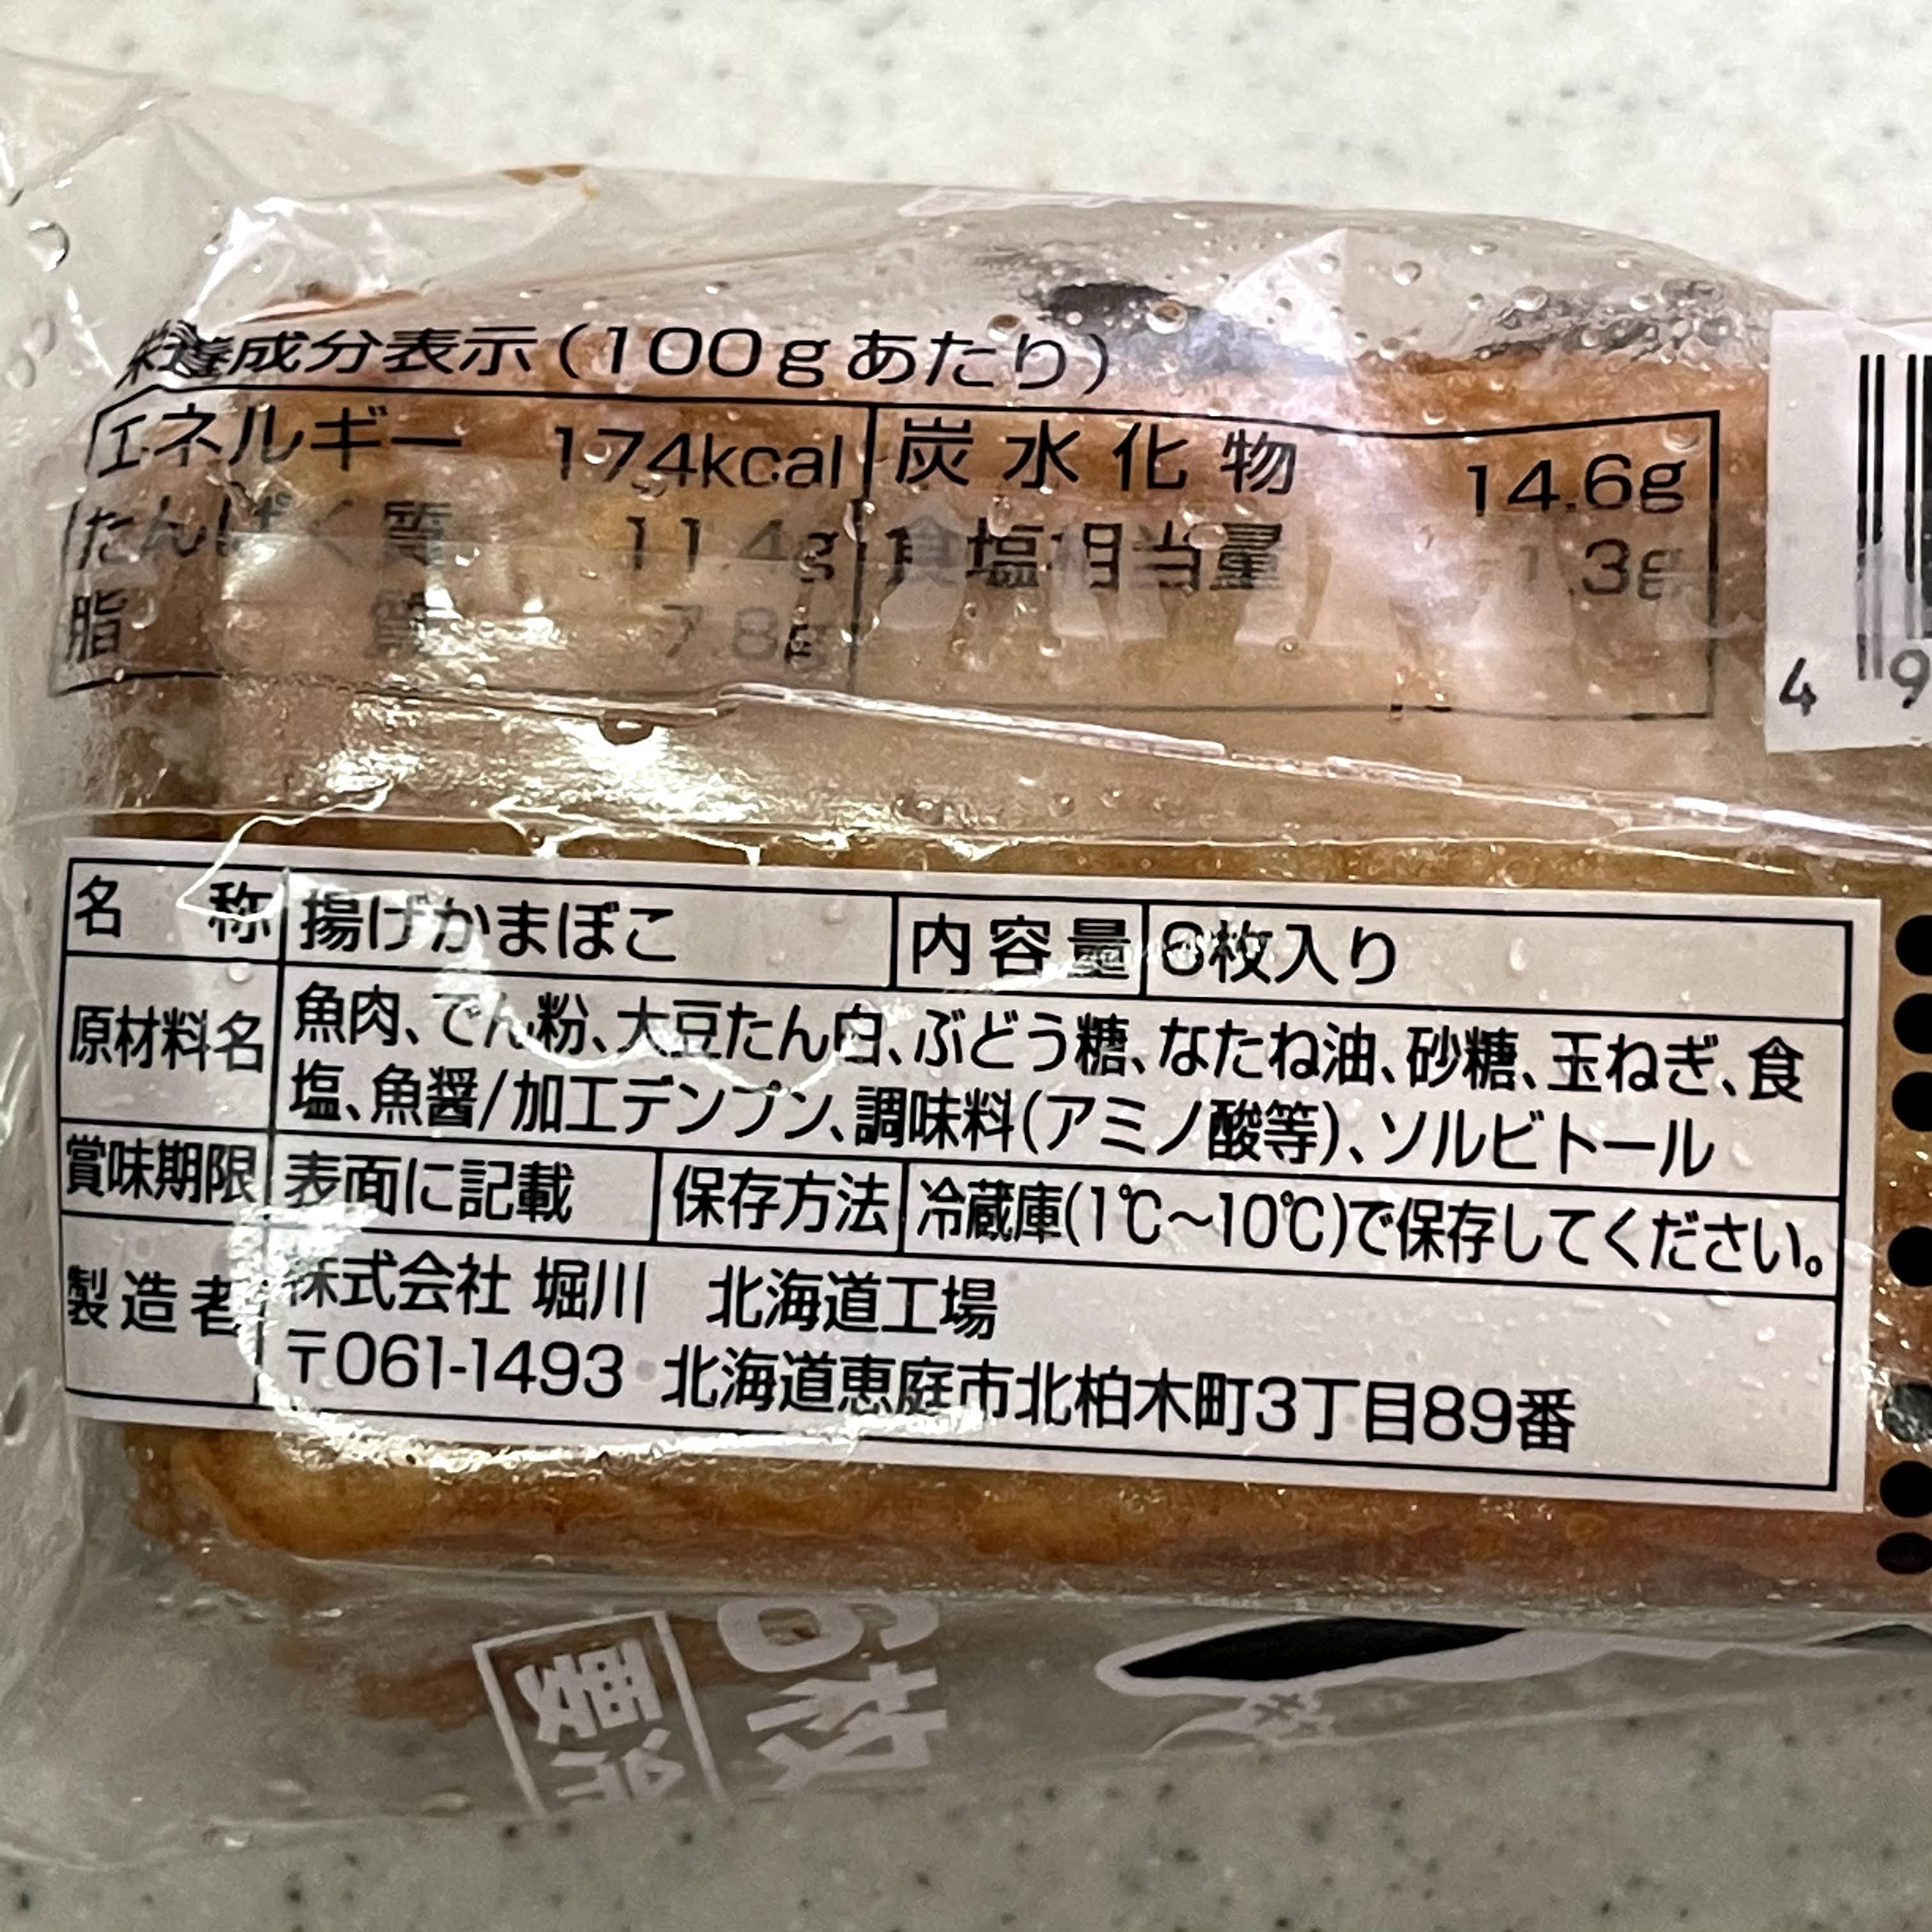 栄養成分表示(100gあたり)
エネルギー 174kcal 炭水化物 14.6g
たんぱく質 11.4g 食塩相当量 1.3g
脂質 7.8g
4 9
名称 揚げかまぼこ 内容量 6枚入り
原材料名 魚肉、でん粉、大豆たん白、ぶどう糖、なたね油、砂糖、玉ねぎ、食
塩、魚醤/加工デンプン、調味料(アミノ酸等)、ソルビトール
賞味期限 表面に記載 保存方法 冷蔵庫(1℃〜10℃)で保存してください。
製造者 株式会社 堀川 北海道工場
〒061-1493 北海道恵庭市北柏木町3丁目89番
6枚
要冷